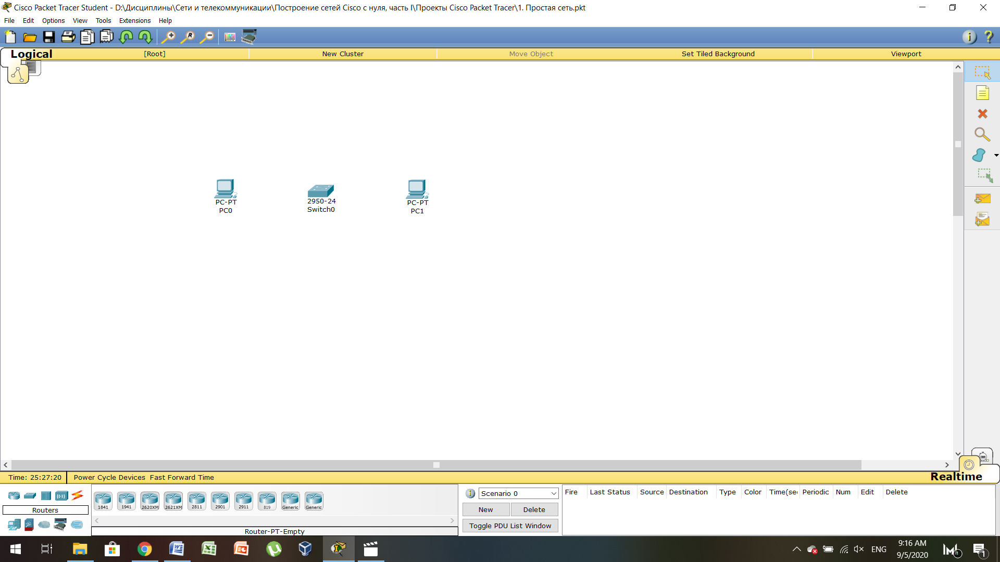 Cisco Packet Tracer Student - D:\Дисциплины\Сети и телекоммуникации\Построение сетей Cisco с нуля, часть I\Проекты Cisco Packet Tracer\1. Простая сеть.pkt
File Edit Options View Tools Extensions Help
Logical [Root] New Cluster Move Object Set Tiled Background Viewport
PC-PT
PC0
2950-24
Switch0
PC-PT
PC1
Time: 25:27:20 Power Cycle Devices Fast Forward Time Realtime
Routers
1841 1941 2620XM 2621XM 2811 2901 2911 819 Generic Generic
Router-PT-Empty
Scenario 0
New Delete
Toggle PDU List Window
Fire Last Status Source Destination Type Color Time(se Periodic Num Edit Delete
ENG
9:16 AM
9/5/2020
1
1